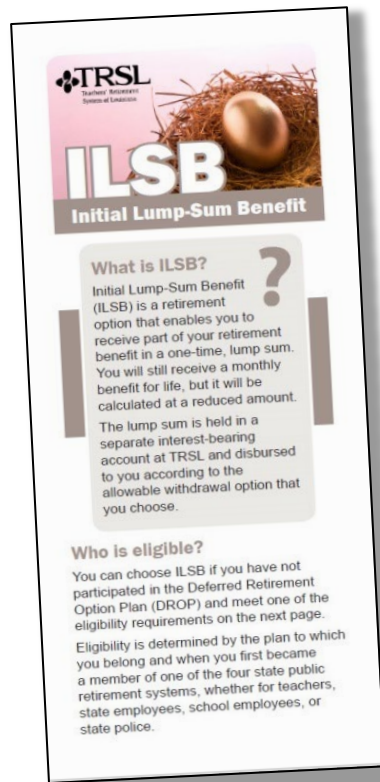 TRSL
Teachers' Retirement
System of Louisiana
ILSB
Initial Lump-Sum Benefit
What is ILSB?
?
Initial Lump-Sum Benefit
(ILSB) is a retirement
option that enables you to
receive part of your retirement
benefit in a one-time, lump sum.
You will still receive a monthly
benefit for life, but it will be
calculated at a reduced amount.
The lump sum is held in a
separate interest-bearing
account at TRSL and disbursed
to you according to the
allowable withdrawal option that
you choose.
Who is eligible?
You can choose ILSB if you have not
participated in the Deferred Retirement
Option Plan (DROP) and meet one of the
eligibility requirements on the next page.
Eligibility is determined by the plan to which
you belong and when you first became
a member of one of the four state public
retirement systems, whether for teachers,
state employees, school employees, or
state police.